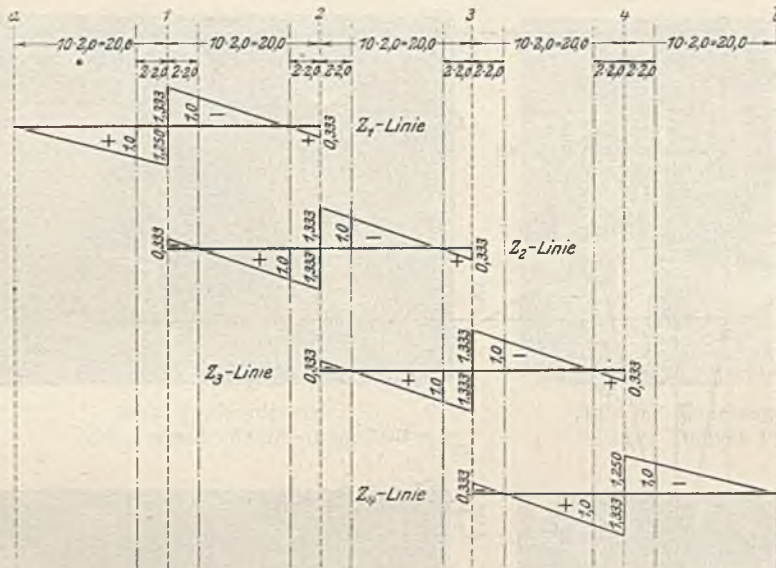 a 1 2 3 4
10·2,0=20,0 10·2,0=20,0 10·2,0=20,0 10·2,0=20,0 10·2,0=20,0
2·2,0 2·2,0 2·2,0 2·2,0 2·2,0 2·2,0 2·2,0 2·2,0
1,333 1,0 −
+ 1,0 1,250 + 0,333 Z₁-Linie
1,333 1,0 −
0,333 + 1,0 1,333 + 0,333 Z₂-Linie
1,333 1,0 −
Z₃-Linie 0,333 + 1,0 1,333 + 0,333
1,250 1,0 −
Z₄-Linie 0,333 + 1,0 1,333